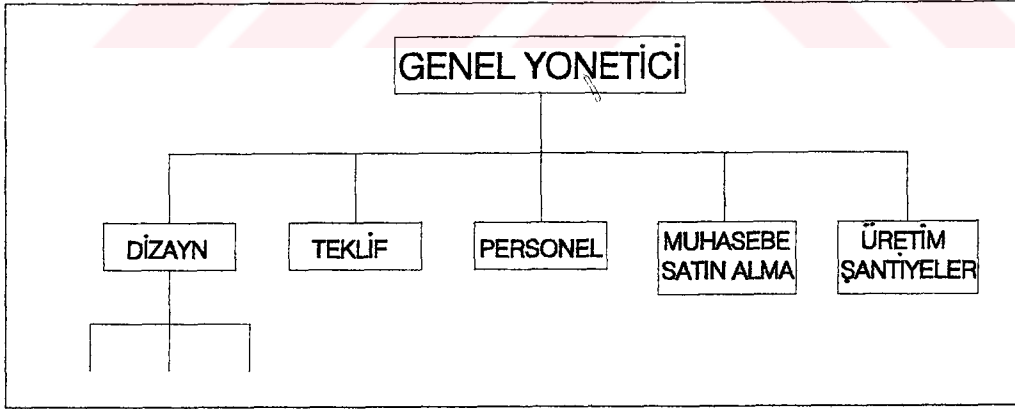 GENEL YONETİCİ
DİZAYN
TEKLİF
PERSONEL
MUHASEBE
SATIN ALMA
ÜRETİM
ŞANTİYELER